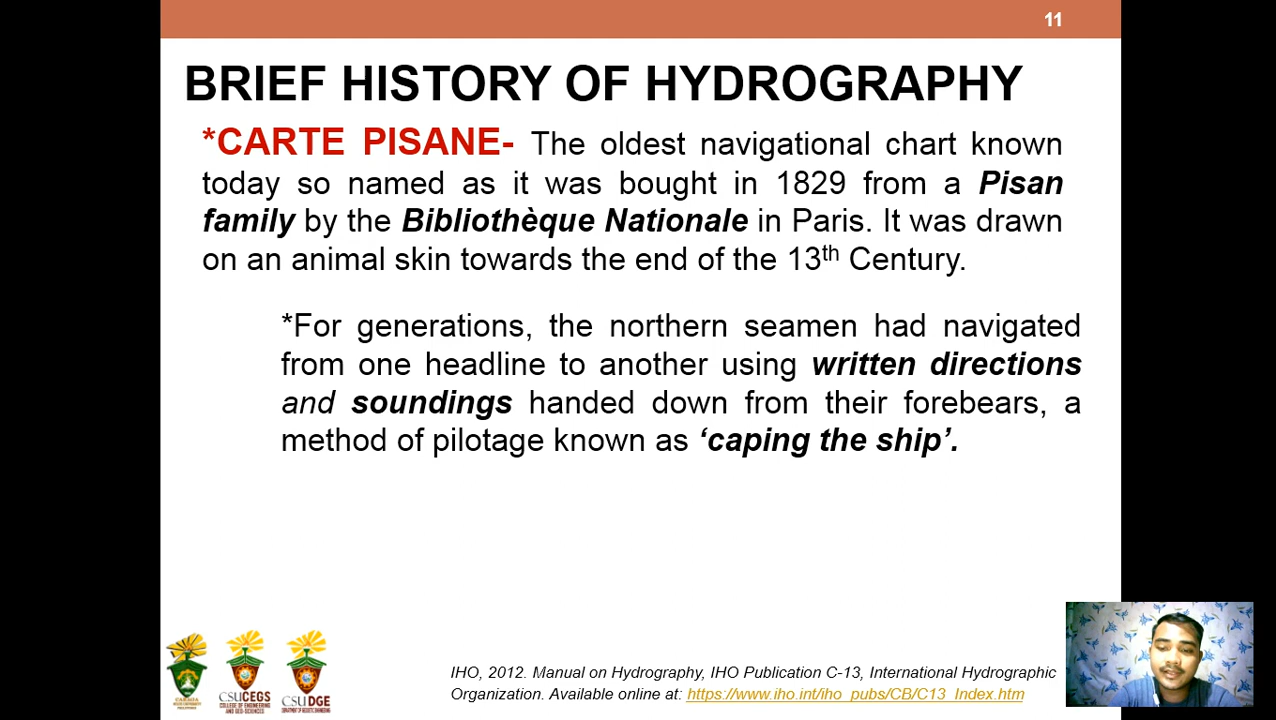 11
BRIEF HISTORY OF HYDROGRAPHY
*CARTE PISANE- The oldest navigational chart known
today so named as it was bought in 1829 from a Pisan
family by the Bibliothèque Nationale in Paris. It was drawn
on an animal skin towards the end of the 13th Century.
*For generations, the northern seamen had navigated
from one headline to another using written directions
and soundings handed down from their forebears, a
method of pilotage known as ‘caping the ship’.
CSUCEGS
CSUDGE
IHO, 2012. Manual on Hydrography, IHO Publication C-13, International Hydrographic
Organization. Available Online at: https://www.iho.int/iho_pubs/CB/C13_Index.htm